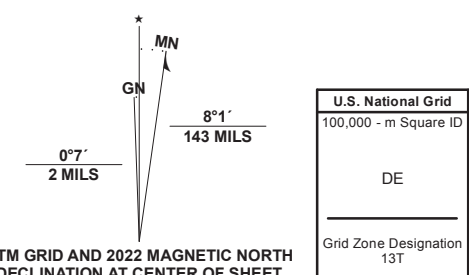 ★
MN
GN
8°1´
143 MILS
0°7´
2 MILS
TM GRID AND 2022 MAGNETIC NORTH
DECLINATION AT CENTER OF SHEET
U.S. National Grid
100,000 - m Square ID
DE
Grid Zone Designation
13T